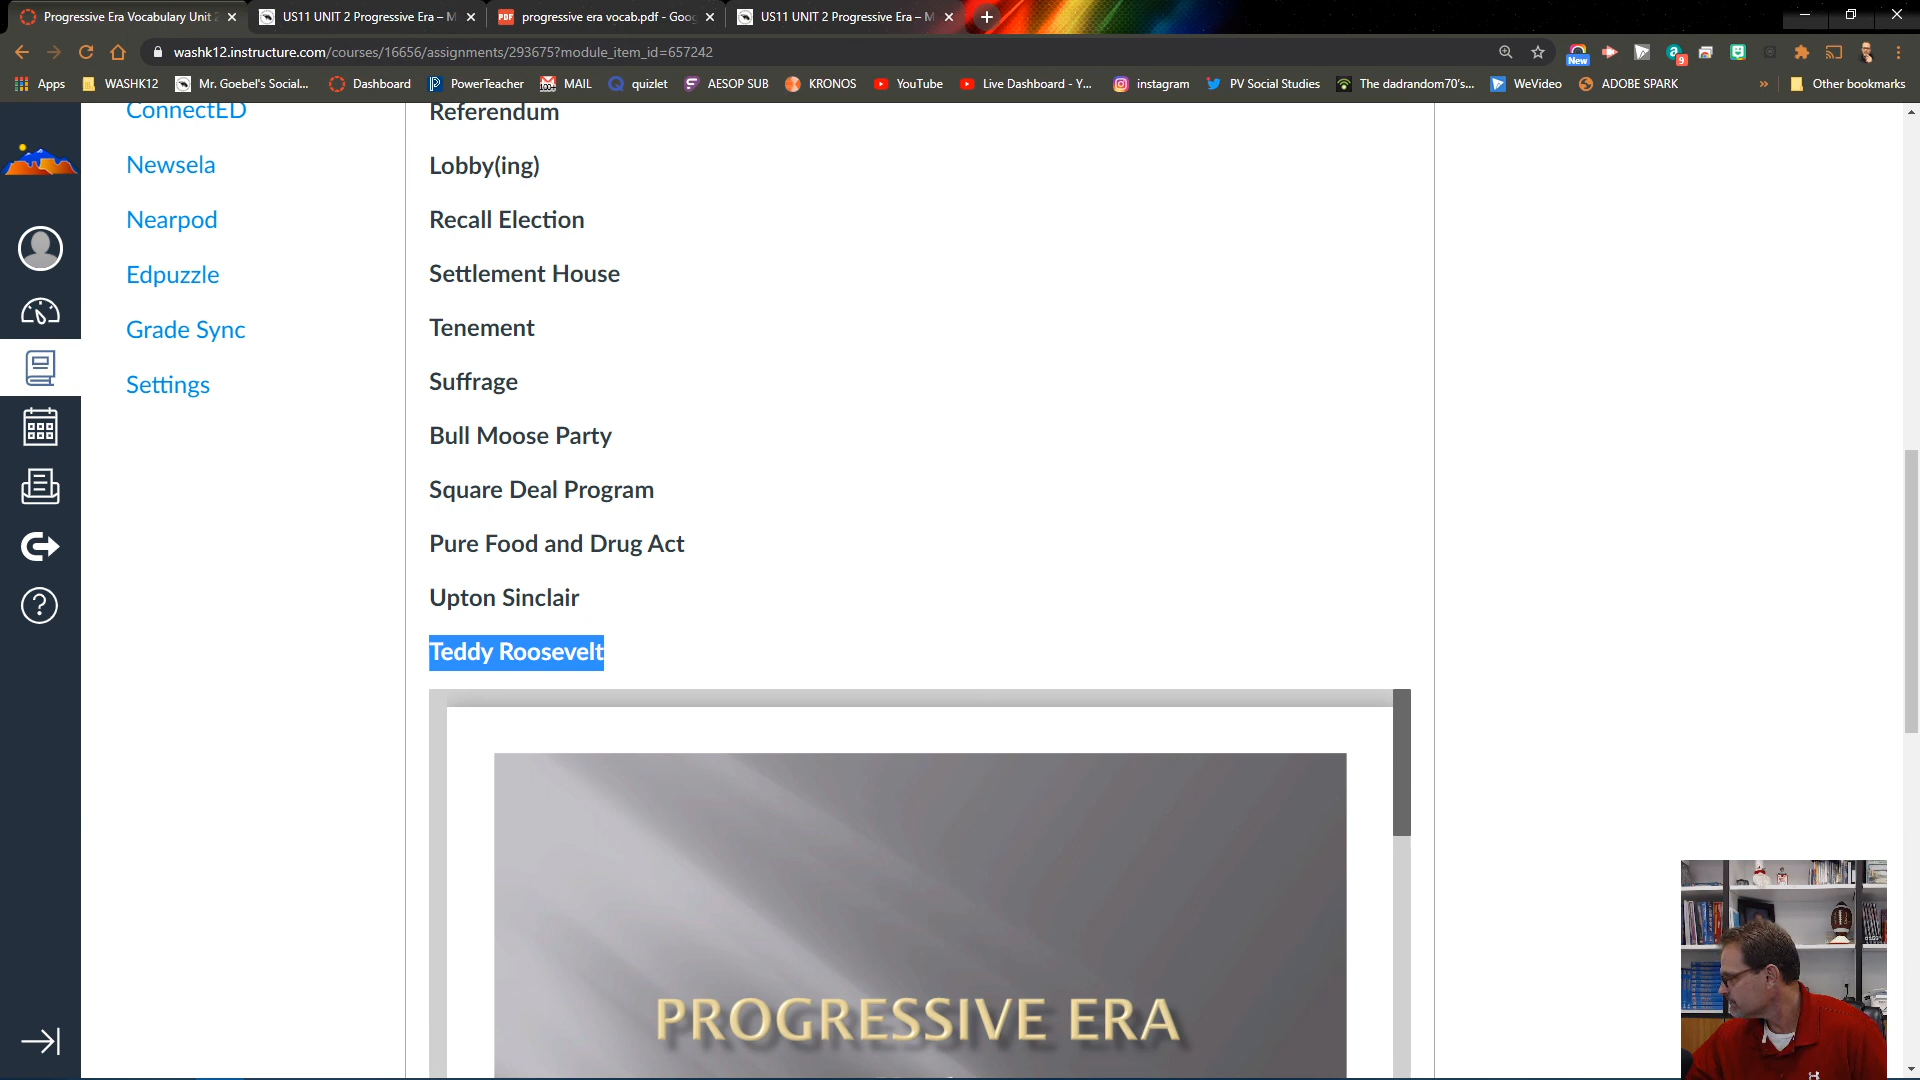 Progressive Era Vocabulary Unit
US11 UNIT 2 Progressive Era – M
PDF progressive era vocab.pdf - Goo
US11 UNIT 2 Progressive Era – M
washk12.instructure.com/courses/16656/assignments/293675?module_item_id=657242
New
9
Apps
WASHK12
Mr. Goebel's Social...
Dashboard
PowerTeacher
MAIL
quizlet
AESOP SUB
KRONOS
YouTube
Live Dashboard - Y...
instagram
PV Social Studies
The dadrandom70's...
WeVideo
ADOBE SPARK
»
Other bookmarks
ConnectED
Newsela
Nearpod
Edpuzzle
Grade Sync
Settings
Referendum
Lobby(ing)
Recall Election
Settlement House
Tenement
Suffrage
Bull Moose Party
Square Deal Program
Pure Food and Drug Act
Upton Sinclair
Teddy Roosevelt
PROGRESSIVE ERA